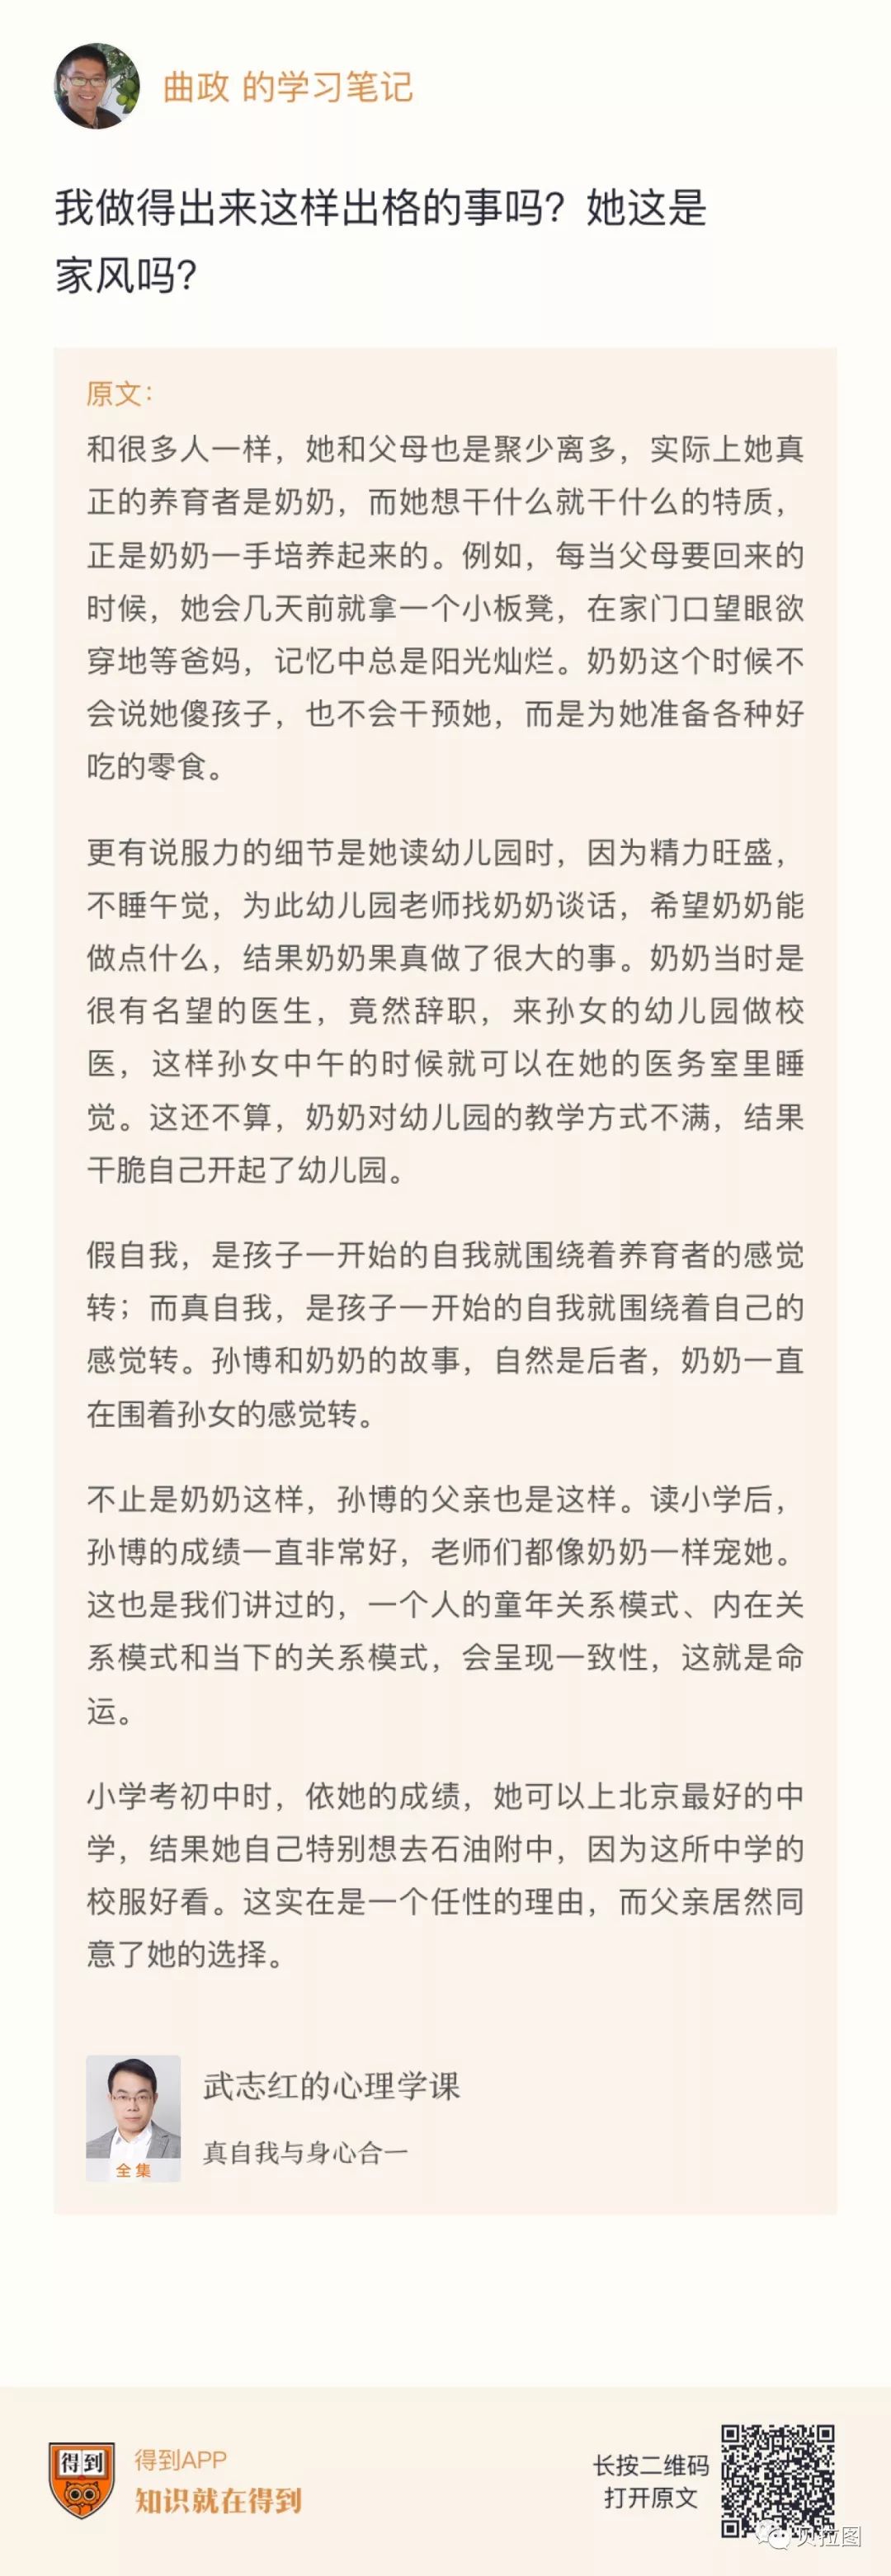 曲政 的学习笔记
我做得出来这样出格的事吗？她这是
家风吗？
原文：
和很多人一样，她和父母也是聚少离多，实际上她真
正的养育者是奶奶，而她想干什么就干什么的特质，
正是奶奶一手培养起来的。例如，每当父母要回来的
时候，她会几天前就拿一个小板凳，在家门口望眼欲
穿地等爸妈，记忆中总是阳光灿烂。奶奶这个时候不
会说她傻孩子，也不会干预她，而是为她准备各种好
吃的零食。
更有说服力的细节是她读幼儿园时，因为精力旺盛，
不睡午觉，为此幼儿园老师找奶奶谈话，希望奶奶能
做点什么，结果奶奶果真做了很大的事。奶奶当时是
很有名望的医生，竟然辞职，来孙女的幼儿园做校
医，这样孙女中午的时候就可以在她的医务室里睡
觉。这还不算，奶奶对幼儿园的教学方式不满，结果
干脆自己开起了幼儿园。
假自我，是孩子一开始的自我就围绕着养育者的感觉
转；而真自我，是孩子一开始的自我就围绕着自己的
感觉转。孙博和奶奶的故事，自然是后者，奶奶一直
在围着孙女的感觉转。
不止是奶奶这样，孙博的父亲也是这样。读小学后，
孙博的成绩一直非常好，老师们都像奶奶一样宠她。
这也是我们讲过的，一个人的童年关系模式、内在关
系模式和当下的关系模式，会呈现一致性，这就是命
运。
小学考初中时，依她的成绩，她可以上北京最好的中
学，结果她自己特别想去石油附中，因为这所中学的
校服好看。这实在是一个任性的理由，而父亲居然同
意了她的选择。
全集
武志红的心理学课
真自我与身心合一
得到
得到APP
知识就在得到
长按二维码
打开原文
贝拉图